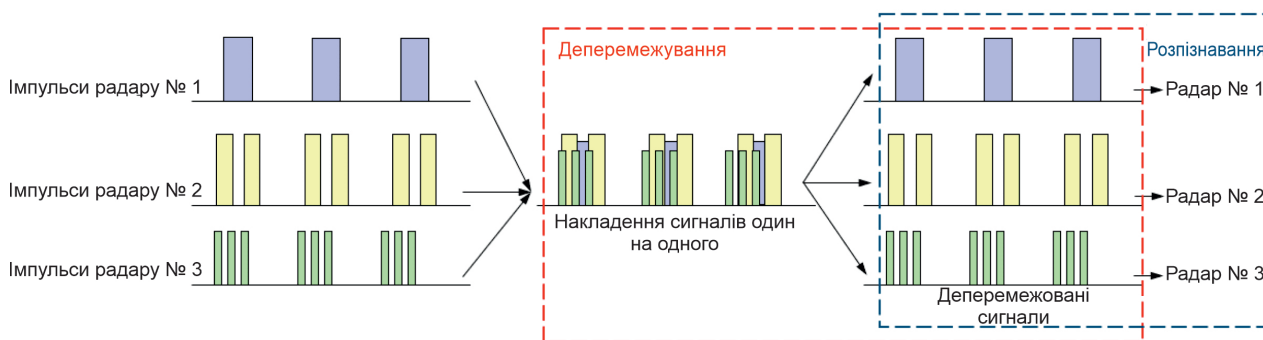 Деперемежування
Розпізнавання
Імпульси радару № 1
Радар № 1
Імпульси радару № 2
Радар № 2
Накладення сигналів один
на одного
Імпульси радару № 3
Радар № 3
Деперемежовані
сигнали